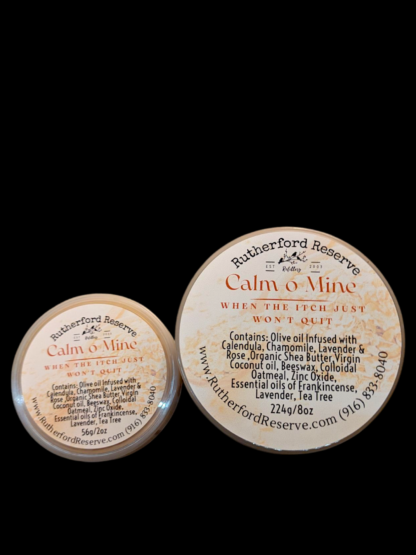 Rutherford Reserve
Calm o Mine
WHEN THE ITCH JUST
WON'T QUIT
Contains: Olive oil Infused with
Calendula, Chamomile, Lavender &
Rose ,Organic Shea Butter, Virgin
Coconut oil, Beeswax, Colloidal
Oatmeal, Zinc Oxide,
Essential oils of Frankincense,
Lavender, Tea Tree
56g/2oz
www.RutherfordReserve.com (916) 833-8040
Rutherford Reserve
EST
Calm o Mine
WHEN THE ITCH JUST
WON'T QUIT
Contains: Olive oil Infused with
Calendula, Chamomile, Lavender &
Rose ,Organic Shea Butter, Virgin
Coconut oil, Beeswax, Colloidal
Oatmeal, Zinc Oxide,
Essential oils of Frankincense,
Lavender, Tea Tree
224g/8oz
www.RutherfordReserve.com (916) 833-8040